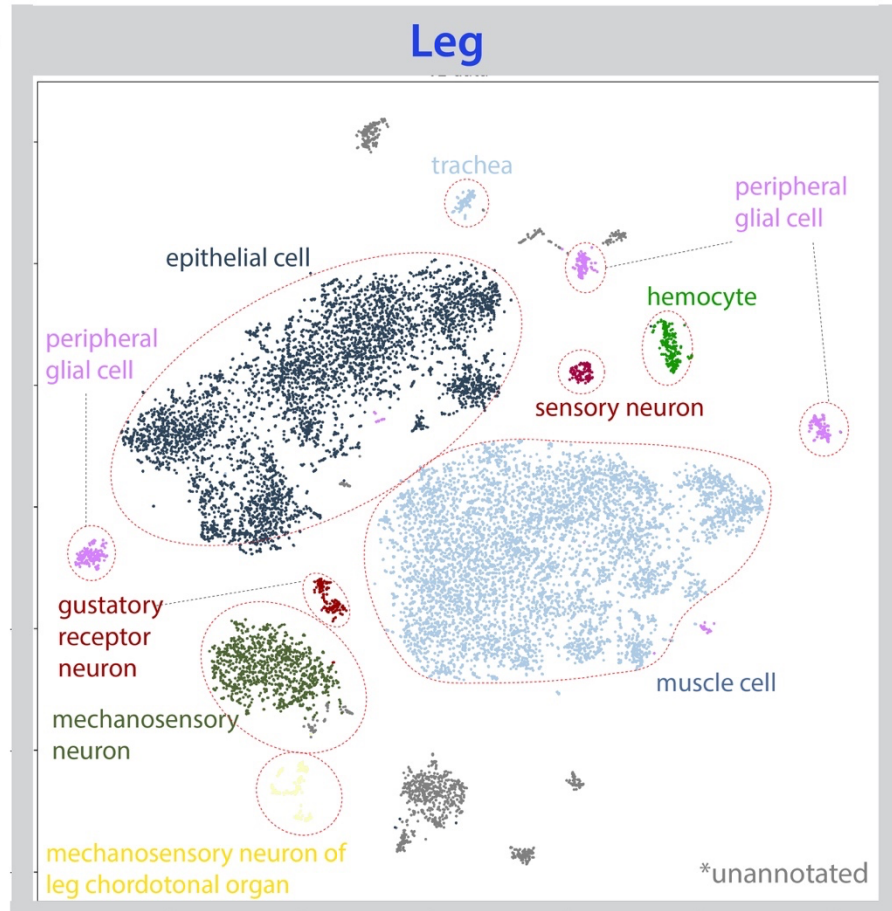 Leg
trachea
peripheral
glial cell
epithelial cell
hemocyte
peripheral
glial cell
sensory neuron
gustatory
receptor
neuron
muscle cell
mechanosensory
neuron
mechanosensory neuron of
leg chordotonal organ
*unannotated